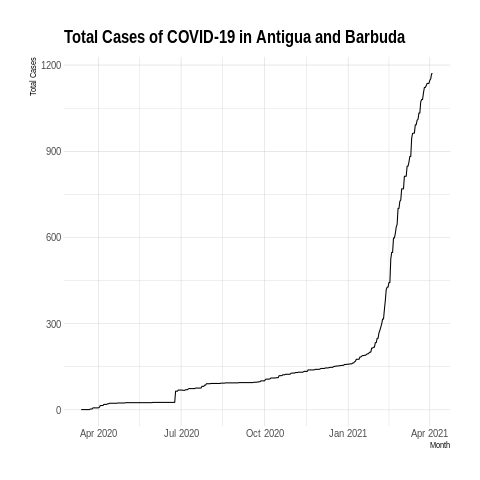 Total Cases of COVID-19 in Antigua and Barbuda
Total Cases
1200
900
600
300
0
Apr 2020
Jul 2020
Oct 2020
Jan 2021
Apr 2021
Month